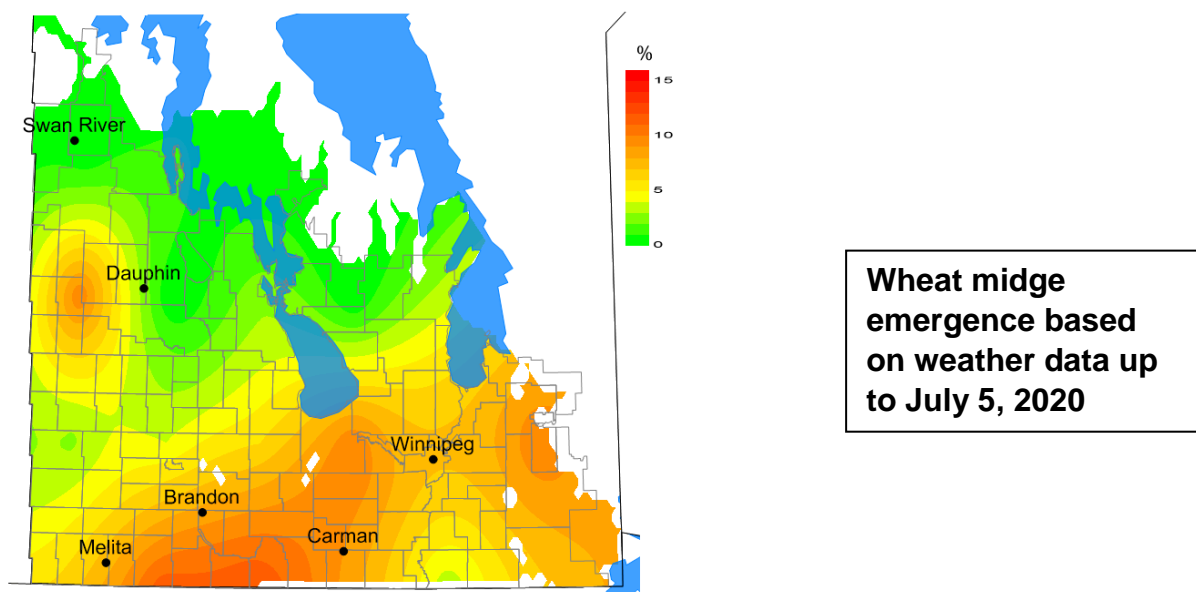 %
15
10
5
0
Swan River
Dauphin
Winnipeg
Brandon
Carman
Melita
Wheat midge
emergence based
on weather data up
to July 5, 2020